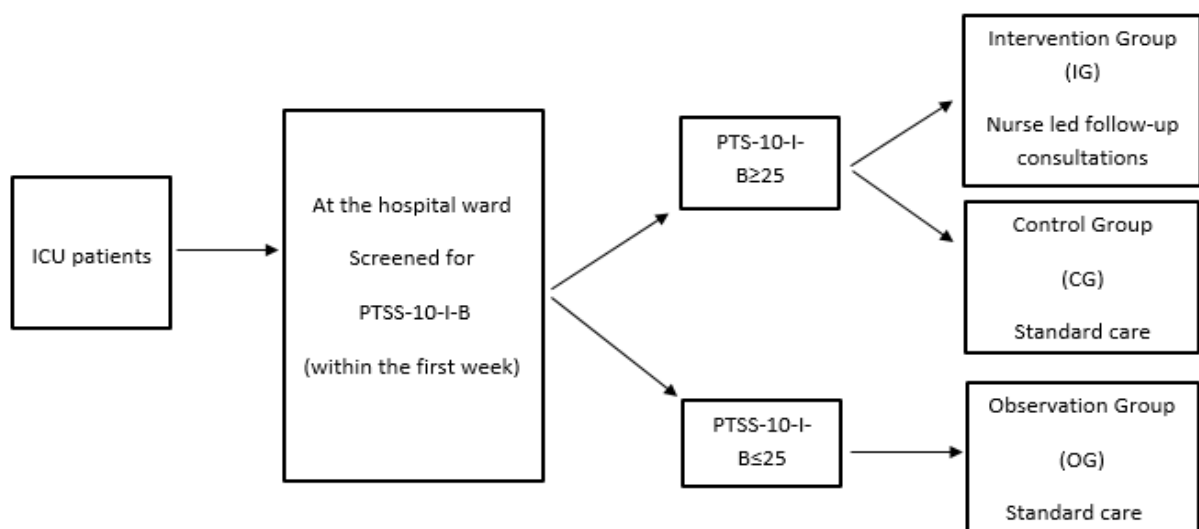 ICU patients
At the hospital ward
Screened for
PTSS-10-I-B
(within the first week)
PTS-10-I-
B≥25
PTSS-10-I-
B≤25
Intervention Group
(IG)
Nurse led follow-up
consultations
Control Group
(CG)
Standard care
Observation Group
(OG)
Standard care